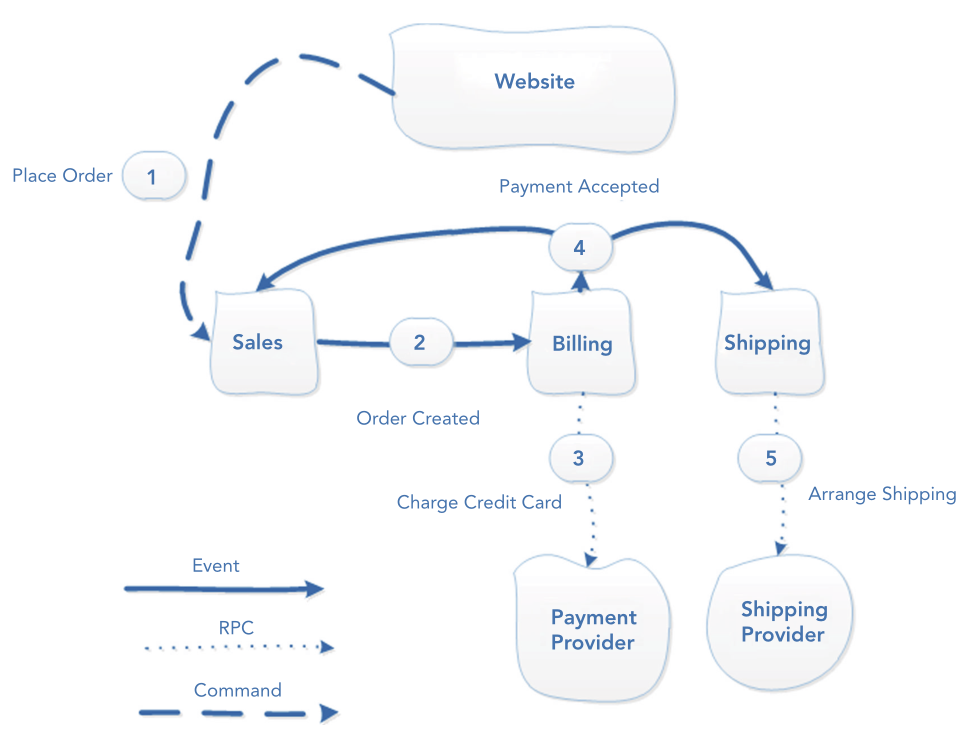 Website
Place Order
1
Payment Accepted
4
Sales
2
Billing
Shipping
Order Created
3
5
Charge Credit Card
Arrange Shipping
Event
RPC
Command
Payment
Provider
Shipping
Provider